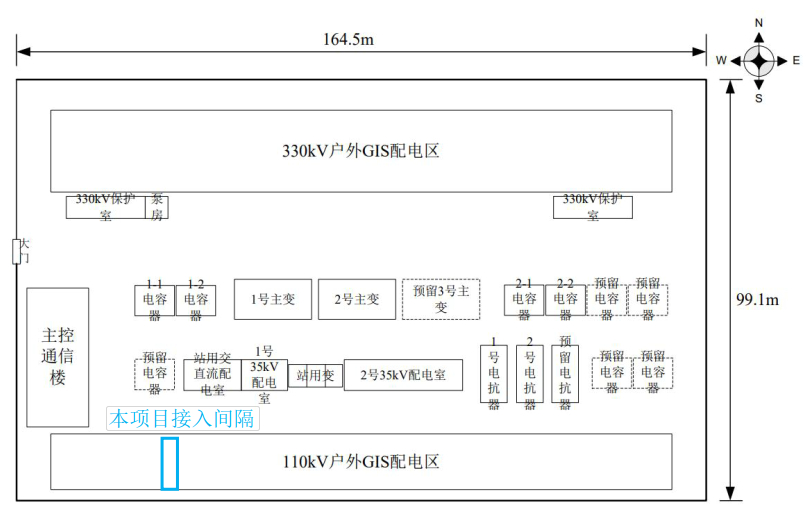 164.5m
N
W
E
S
330kV户外GIS配电区
330kV保护
室
泵
房
330kV保护
室
大
门
99.1m
1-1
电容
器
1-2
电容
器
1号主变
2号主变
预留3号主
变
2-1
电容
器
2-2
电容
器
预留
电容
器
预留
电容
器
主控
通信
楼
预留
电容
器
站用交
直流配
电室
1号
35kV
配电
室
站用变
2号35kV配电室
1
号
电
抗
器
2
号
电
抗
器
预
留
电
抗
器
预留
电容
器
预留
电容
器
本项目接入间隔
110kV户外GIS配电区